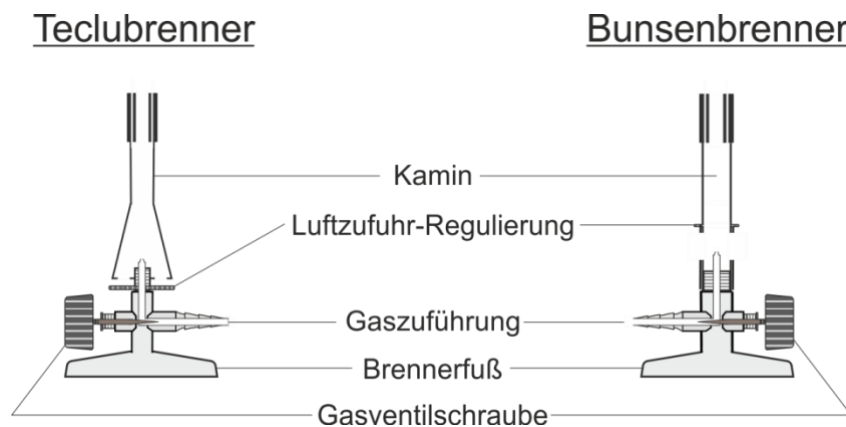 Teclubrenner
Bunsenbrenner
Kamin
Luftzufuhr-Regulierung
Gaszuführung
Brennerfuß
Gasventilschraube